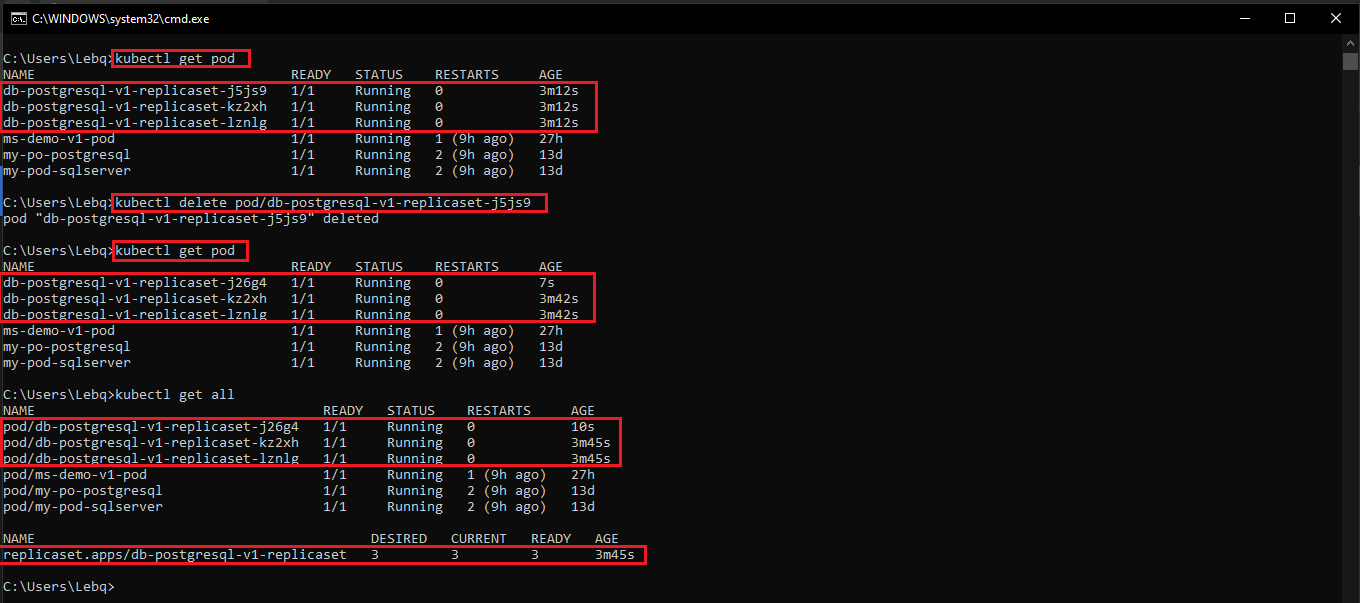 C:\WINDOWS\system32\cmd.exe
C:\Users\Lebq>kubectl get pod
NAME READY STATUS RESTARTS AGE
db-postgresql-v1-replicaset-j5js9 1/1 Running 0 3m12s
db-postgresql-v1-replicaset-kz2xh 1/1 Running 0 3m12s
db-postgresql-v1-replicaset-lznlg 1/1 Running 0 3m12s
ms-demo-v1-pod 1/1 Running 1 (9h ago) 27h
my-po-postgresql 1/1 Running 2 (9h ago) 13d
my-pod-sqlserver 1/1 Running 2 (9h ago) 13d
C:\Users\Lebq>kubectl delete pod/db-postgresql-v1-replicaset-j5js9
pod "db-postgresql-v1-replicaset-j5js9" deleted
C:\Users\Lebq>kubectl get pod
NAME READY STATUS RESTARTS AGE
db-postgresql-v1-replicaset-j26g4 1/1 Running 0 7s
db-postgresql-v1-replicaset-kz2xh 1/1 Running 0 3m42s
db-postgresql-v1-replicaset-lznlg 1/1 Running 0 3m42s
ms-demo-v1-pod 1/1 Running 1 (9h ago) 27h
my-po-postgresql 1/1 Running 2 (9h ago) 13d
my-pod-sqlserver 1/1 Running 2 (9h ago) 13d
C:\Users\Lebq>kubectl get all
NAME READY STATUS RESTARTS AGE
pod/db-postgresql-v1-replicaset-j26g4 1/1 Running 0 10s
pod/db-postgresql-v1-replicaset-kz2xh 1/1 Running 0 3m45s
pod/db-postgresql-v1-replicaset-lznlg 1/1 Running 0 3m45s
pod/ms-demo-v1-pod 1/1 Running 1 (9h ago) 27h
pod/my-po-postgresql 1/1 Running 2 (9h ago) 13d
pod/my-pod-sqlserver 1/1 Running 2 (9h ago) 13d
NAME DESIRED CURRENT READY AGE
replicaset.apps/db-postgresql-v1-replicaset 3 3 3 3m45s
C:\Users\Lebq>